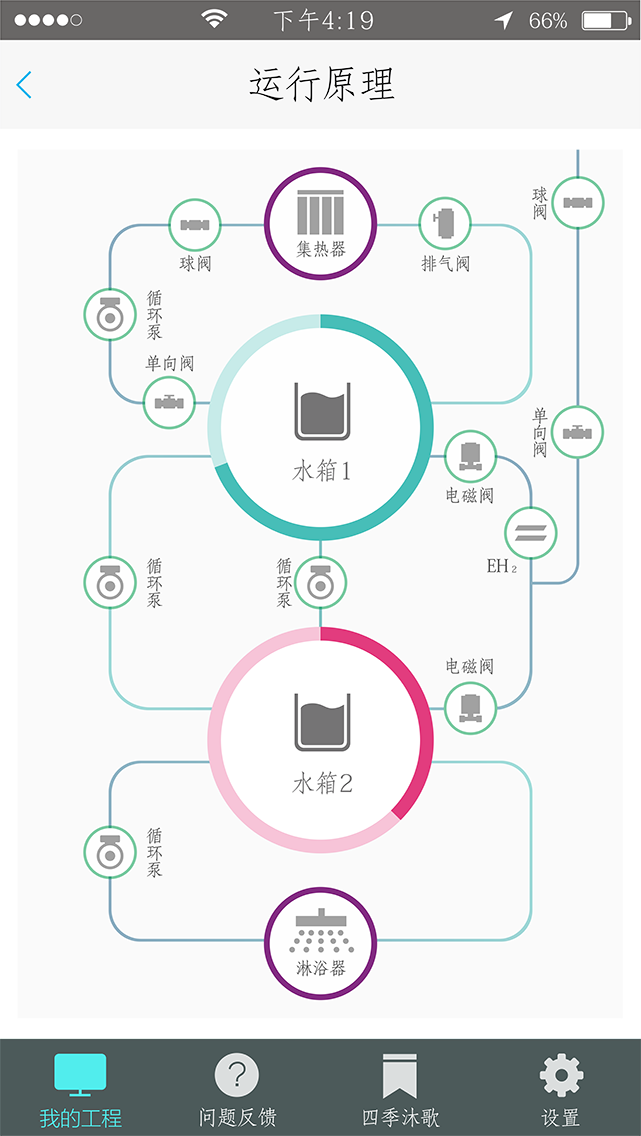 下午4:19
66%
运行原理
集热器
球阀
球阀
排气阀
循环泵
单向阀
单向阀
水箱1
电磁阀
EH₂
循环泵
循环泵
电磁阀
水箱2
循环泵
淋浴器
我的工程
问题反馈
四季沐歌
设置